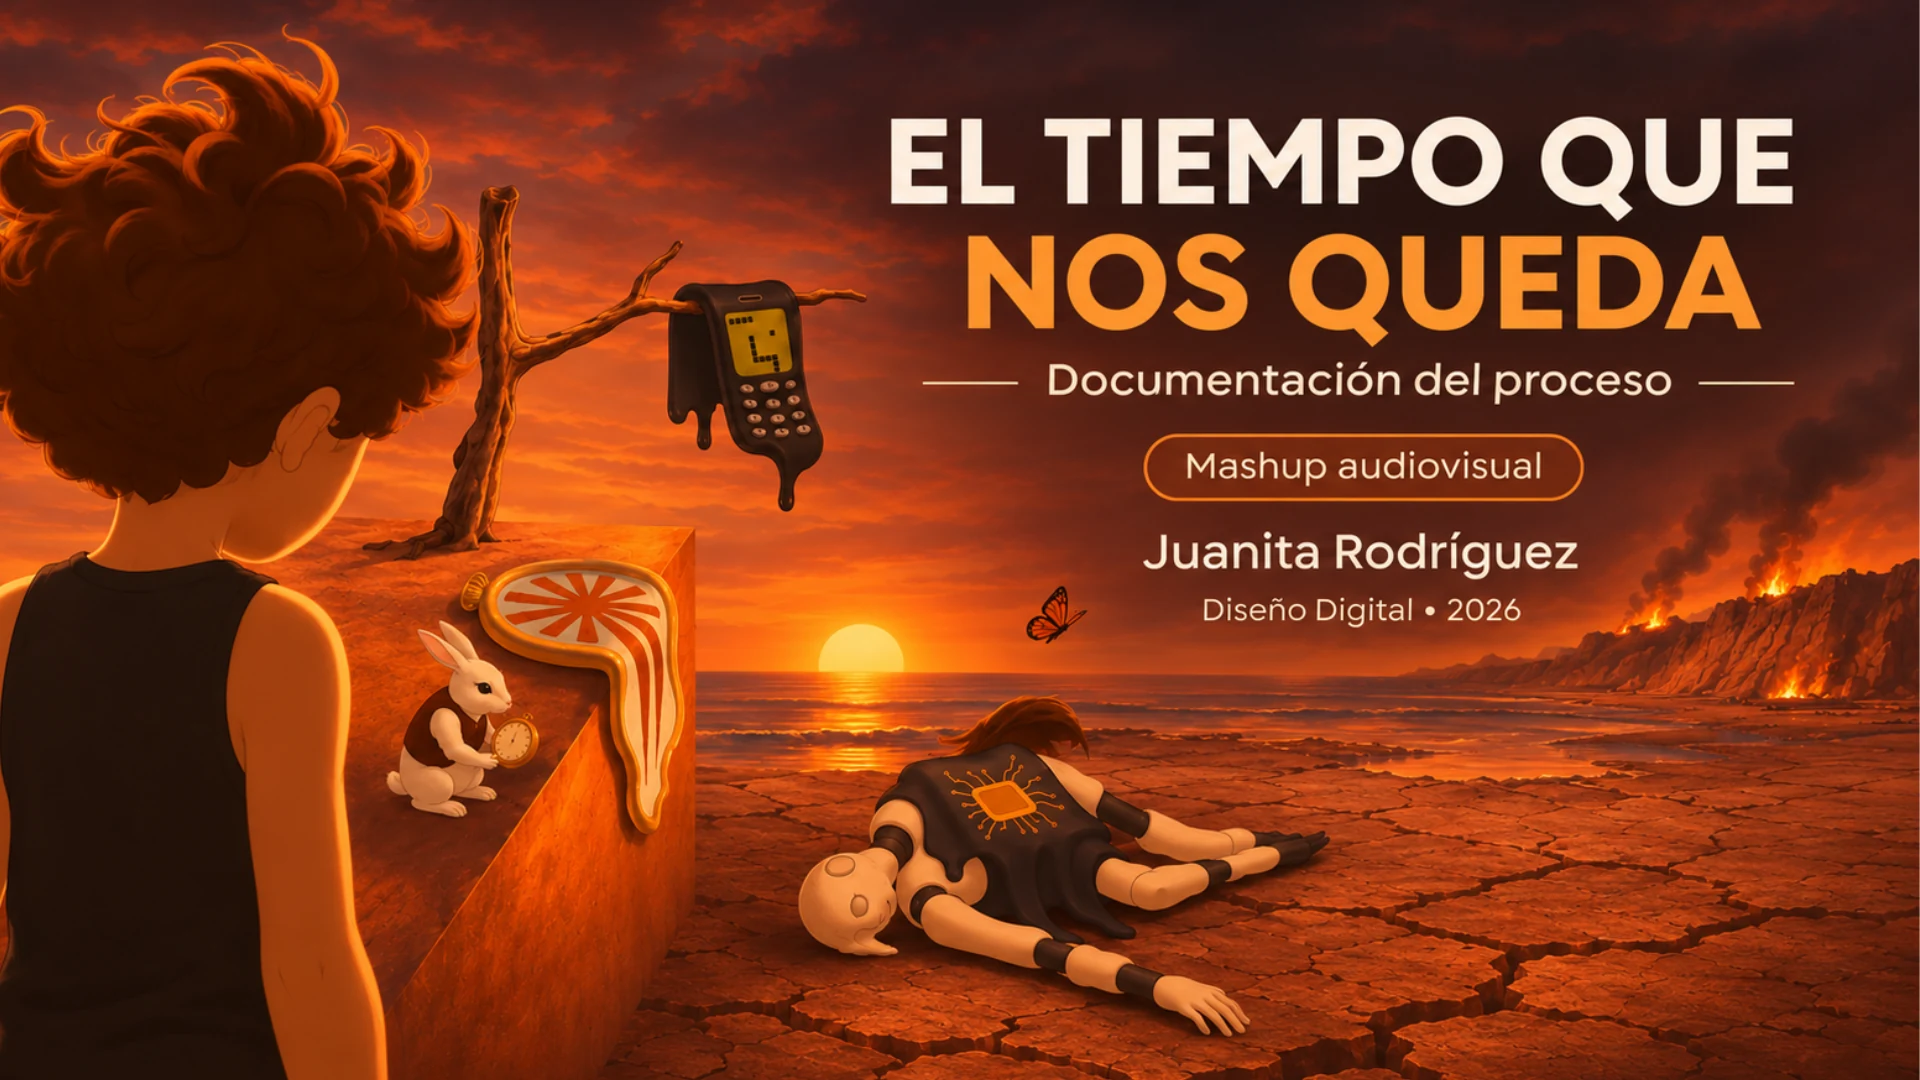 EL TIEMPO QUE
NOS QUEDA
Documentación del proceso
Mashup audiovisual
Juanita Rodríguez
Diseño Digital • 2026